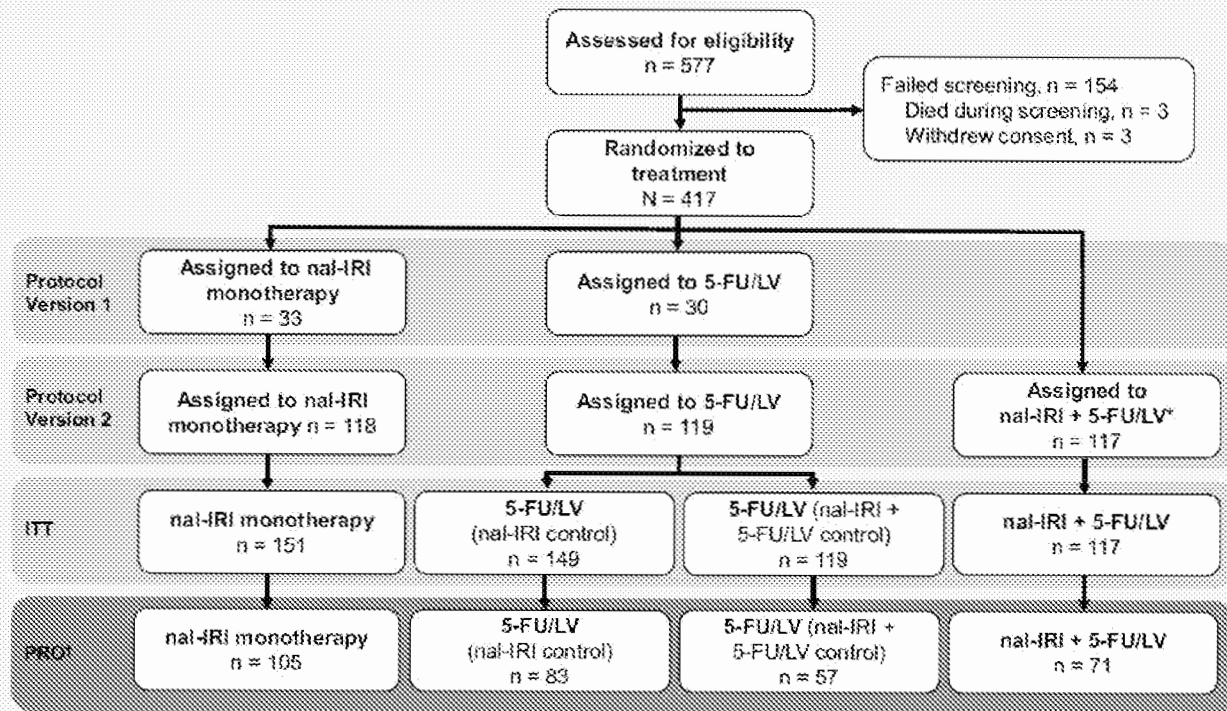 Assessed for eligibility
n = 577
Failed screening, n = 154
Died during screening, n = 3
Withdrew consent, n = 3
Randomized to
treatment
N = 417
Protocol
Version 1
Assigned to nal-IRI
monotherapy
n = 33
Assigned to 5-FU/LV
n = 30
Protocol
Version 2
Assigned to nal-IRI
monotherapy n = 118
Assigned to 5-FU/LV
n = 119
Assigned to
nal-IRI + 5-FU/LV*
n = 117
ITT
nal-IRI monotherapy
n = 151
5-FU/LV
(nal-IRI control)
n = 149
5-FU/LV (nal-IRI +
5-FU/LV control)
n = 119
nal-IRI + 5-FU/LV
n = 117
PRO†
nal-IRI monotherapy
n = 105
5-FU/LV
(nal-IRI control)
n = 83
5-FU/LV (nal-IRI +
5-FU/LV control)
n = 57
nal-IRI + 5-FU/LV
n = 71